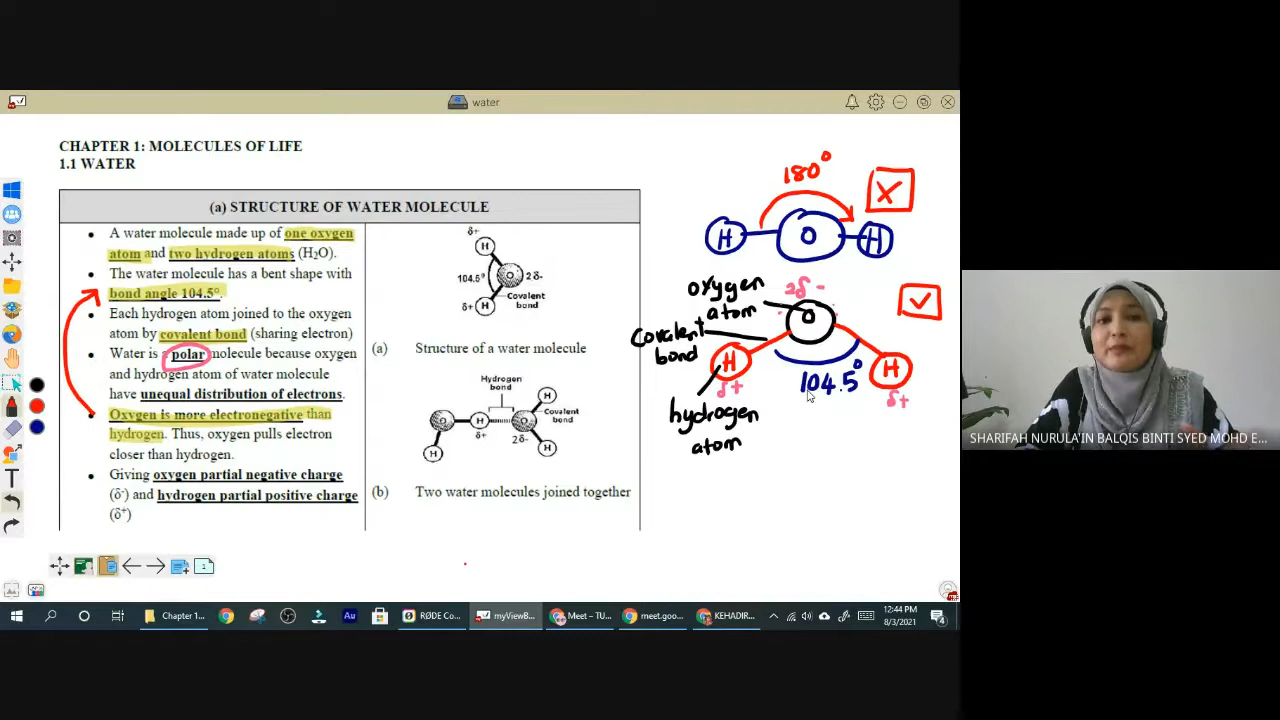 water
CHAPTER 1: MOLECULES OF LIFE
1.1 WATER
(a) STRUCTURE OF WATER MOLECULE
• A water molecule made up of one oxygen
atom and two hydrogen atoms (H2O).
• The water molecule has a bent shape with
bond angle 104.5°.
• Each hydrogen atom joined to the oxygen
atom by covalent bond (sharing electron)
• Water is polar molecule because oxygen
and hydrogen atom of water molecule
have unequal distribution of electrons.
• Oxygen is more electronegative than
hydrogen. Thus, oxygen pulls electron
closer than hydrogen.
• Giving oxygen partial negative charge
(δ-) and hydrogen partial positive charge
(δ+)
δ+
H
104.5°
O
2δ-
δ+
H
Covalent
bond
(a) Structure of a water molecule
Hydrogen
bond
H
Covalent
bond
O
H
O
δ+
2δ-
H
H
(b) Two water molecules joined together
180°
X
H
O
H
oxygen
atom
2δ-
O
✓
Covalent
bond
H
H
δ+
104.5°
δ+
hydrogen
atom
SHARIFAH NURULA'IN BALQIS BINTI SYED MOHD E...
T
1
Chapter 1...
Au
RØDE Co...
myViewB...
Meet – TU...
meet.goo...
KEHADIR...
12:44 PM
8/3/2021
4